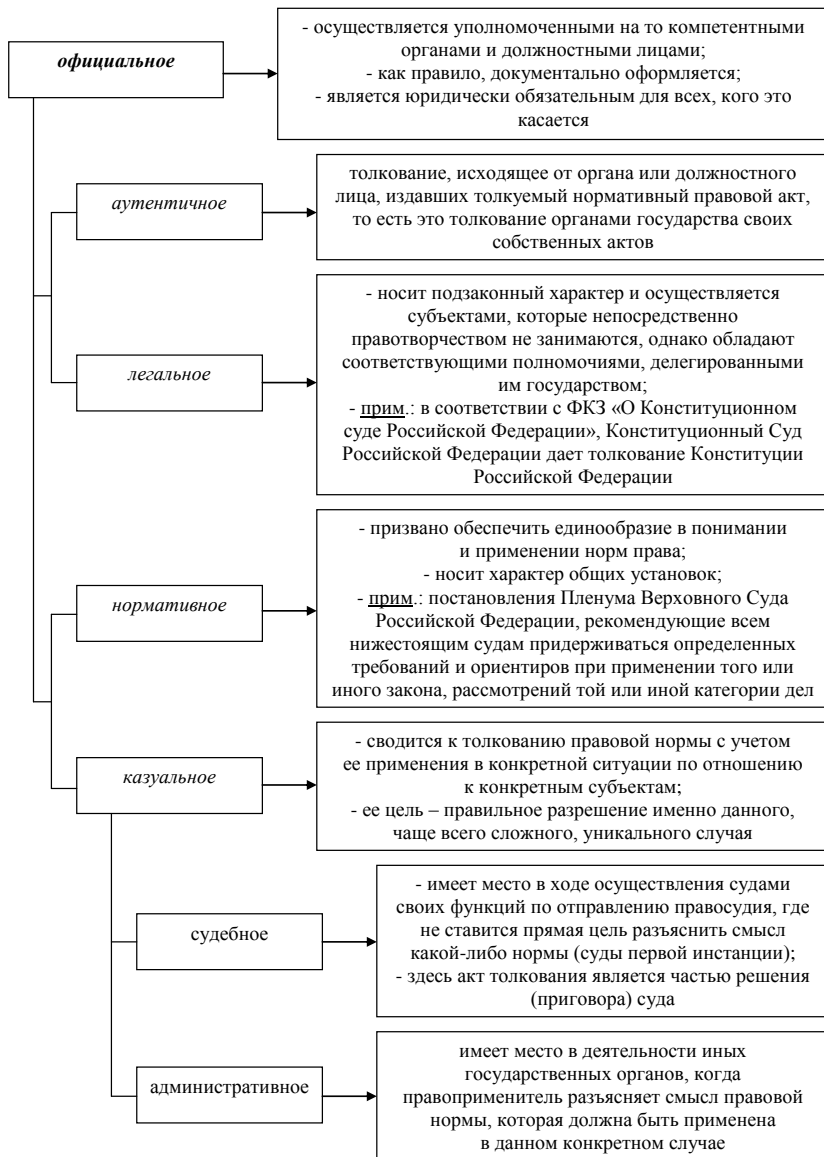 официальное
- осуществляется уполномоченными на то компетентными
органами и должностными лицами;
- как правило, документально оформляется;
- является юридически обязательным для всех, кого это
касается
аутентичное
толкование, исходящее от органа или должностного
лица, издавших толкуемый нормативный правовой акт,
то есть это толкование органами государства своих
собственных актов
легальное
- носит подзаконный характер и осуществляется
субъектами, которые непосредственно
правотворчеством не занимаются, однако обладают
соответствующими полномочиями, делегированными
им государством;
- прим.: в соответствии с ФКЗ «О Конституционном
суде Российской Федерации», Конституционный Суд
Российской Федерации дает толкование Конституции
Российской Федерации
нормативное
- призвано обеспечить единообразие в понимании
и применении норм права;
- носит характер общих установок;
- прим.: постановления Пленума Верховного Суда
Российской Федерации, рекомендующие всем
нижестоящим судам придерживаться определенных
требований и ориентиров при применении того или
иного закона, рассмотрений той или иной категории дел
казуальное
- сводится к толкованию правовой нормы с учетом
ее применения в конкретной ситуации по отношению
к конкретным субъектам;
- ее цель – правильное разрешение именно данного,
чаще всего сложного, уникального случая
судебное
- имеет место в ходе осуществления судами
своих функций по отправлению правосудия, где
не ставится прямая цель разъяснить смысл
какой-либо нормы (суды первой инстанции);
- здесь акт толкования является частью решения
(приговора) суда
административное
имеет место в деятельности иных
государственных органов, когда
правоприменитель разъясняет смысл правовой
нормы, которая должна быть применена
в данном конкретном случае